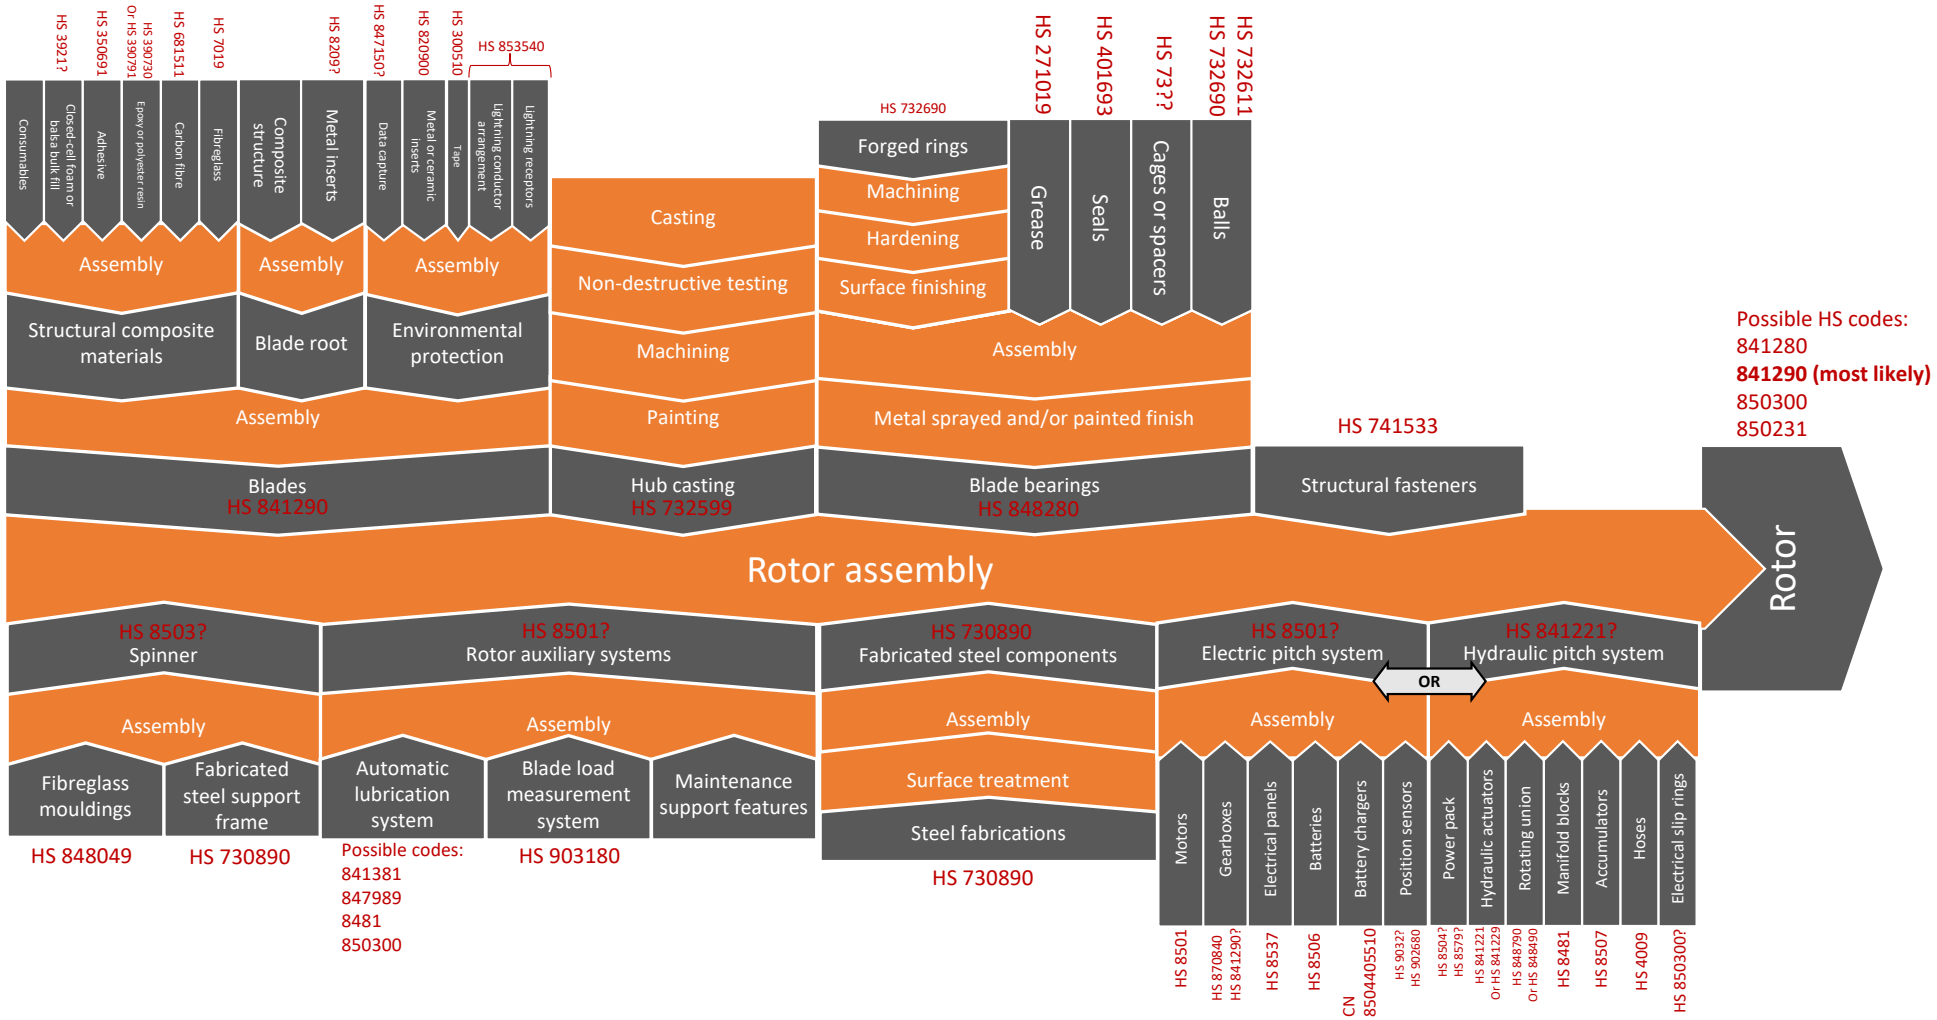 HS 3921?
HS 350691
Or HS 390791
HS 390730
HS 681511
HS 7019
HS 8209?
HS 847150?
HS 820900
HS 300510
HS 853540
Consumables
Closed-cell foam or
balsa bulk fill
Adhesive
Epoxy or polyester resin
Carbon fibre
Fibreglass
Composite
structure
Metal inserts
Data capture
Metal or ceramic
inserts
Tape
Lightning conductor
arrangement
Lightning receptors
Assembly
Assembly
Assembly
Structural composite
materials
Blade root
Environmental
protection
Assembly
Blades
HS 841290
Casting
Non-destructive testing
Machining
Painting
Hub casting
HS 732599
HS 732690
Forged rings
Machining
Hardening
Surface finishing
HS 271019
HS 401693
HS 73??
HS 732690
HS 732611
Grease
Seals
Cages or spacers
Balls
Assembly
Metal sprayed and/or painted finish
Blade bearings
HS 848280
HS 741533
Structural fasteners
Possible HS codes:
841280
841290 (most likely)
850300
850231
Rotor assembly
Rotor
HS 8503?
Spinner
Assembly
Fibreglass
mouldings
Fabricated
steel support
frame
HS 848049
HS 730890
HS 8501?
Rotor auxiliary systems
Assembly
Automatic
lubrication
system
Blade load
measurement
system
Maintenance
support features
Possible codes:
841381
847989
8481
850300
HS 903180
HS 730890
Fabricated steel components
Assembly
Surface treatment
Steel fabrications
HS 730890
HS 8501?
Electric pitch system
OR
HS 841221?
Hydraulic pitch system
Assembly
Assembly
Motors
Gearboxes
Electrical panels
Batteries
Battery chargers
Position sensors
Power pack
Hydraulic actuators
Rotating union
Manifold blocks
Accumulators
Hoses
Electrical slip rings
HS 8501
HS 870840
HS 841290?
HS 8537
HS 8506
CN
8504405510
HS 9032?
HS 902680
HS 8504?
HS 8579?
HS 841221
Or HS 841229
HS 848790
Or HS 848490
HS 8481
HS 8507
HS 4009
HS 850300?